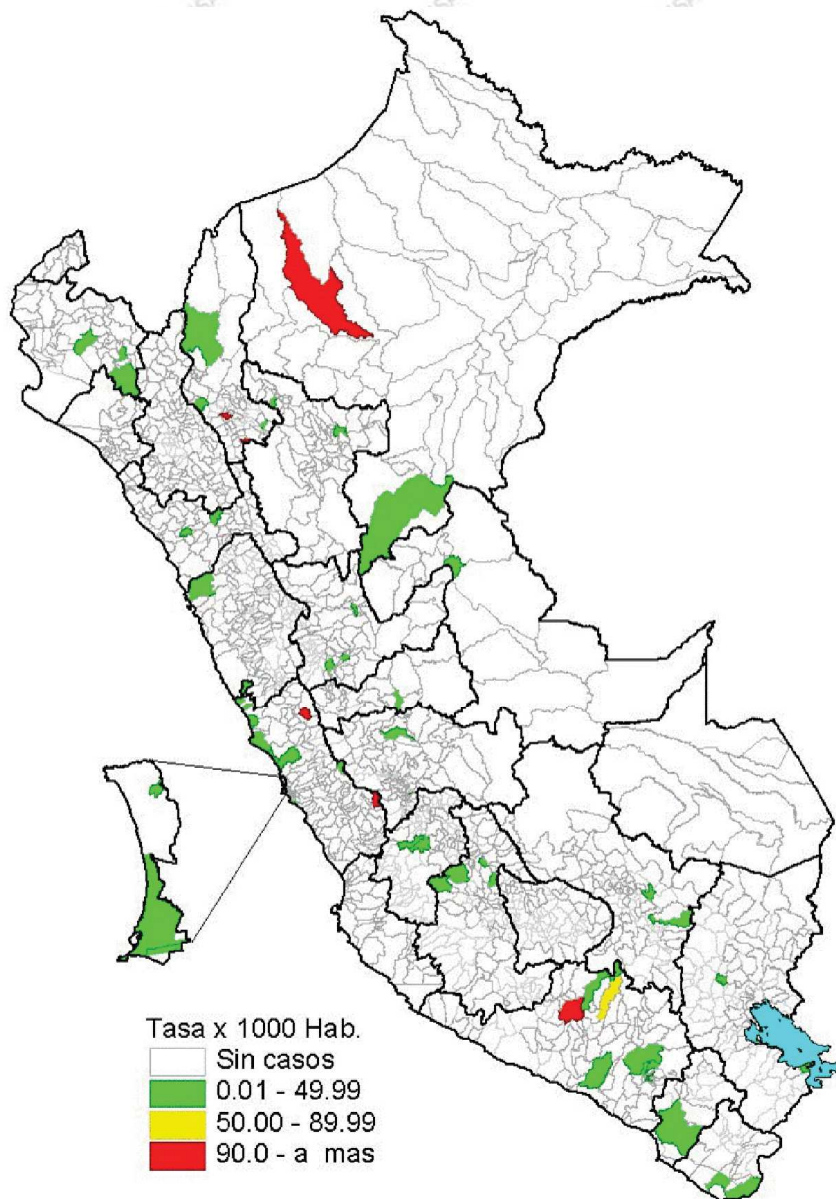 Tasa x 1000 Hab.
Sin casos
0.01 - 49.99
50.00 - 89.99
90.0 - a mas